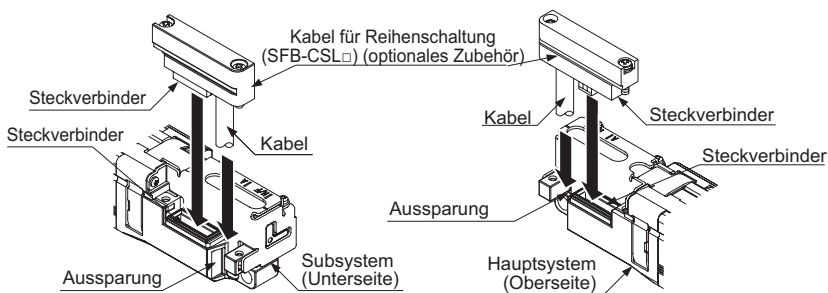 Kabel für Reihenschaltung
(SFB-CSL□) (optionales Zubehör)
Steckverbinder
Steckverbinder
Kabel
Aussparung
Subsystem
(Unterseite)
Steckverbinder
Kabel
Steckverbinder
Aussparung
Hauptsystem
(Oberseite)